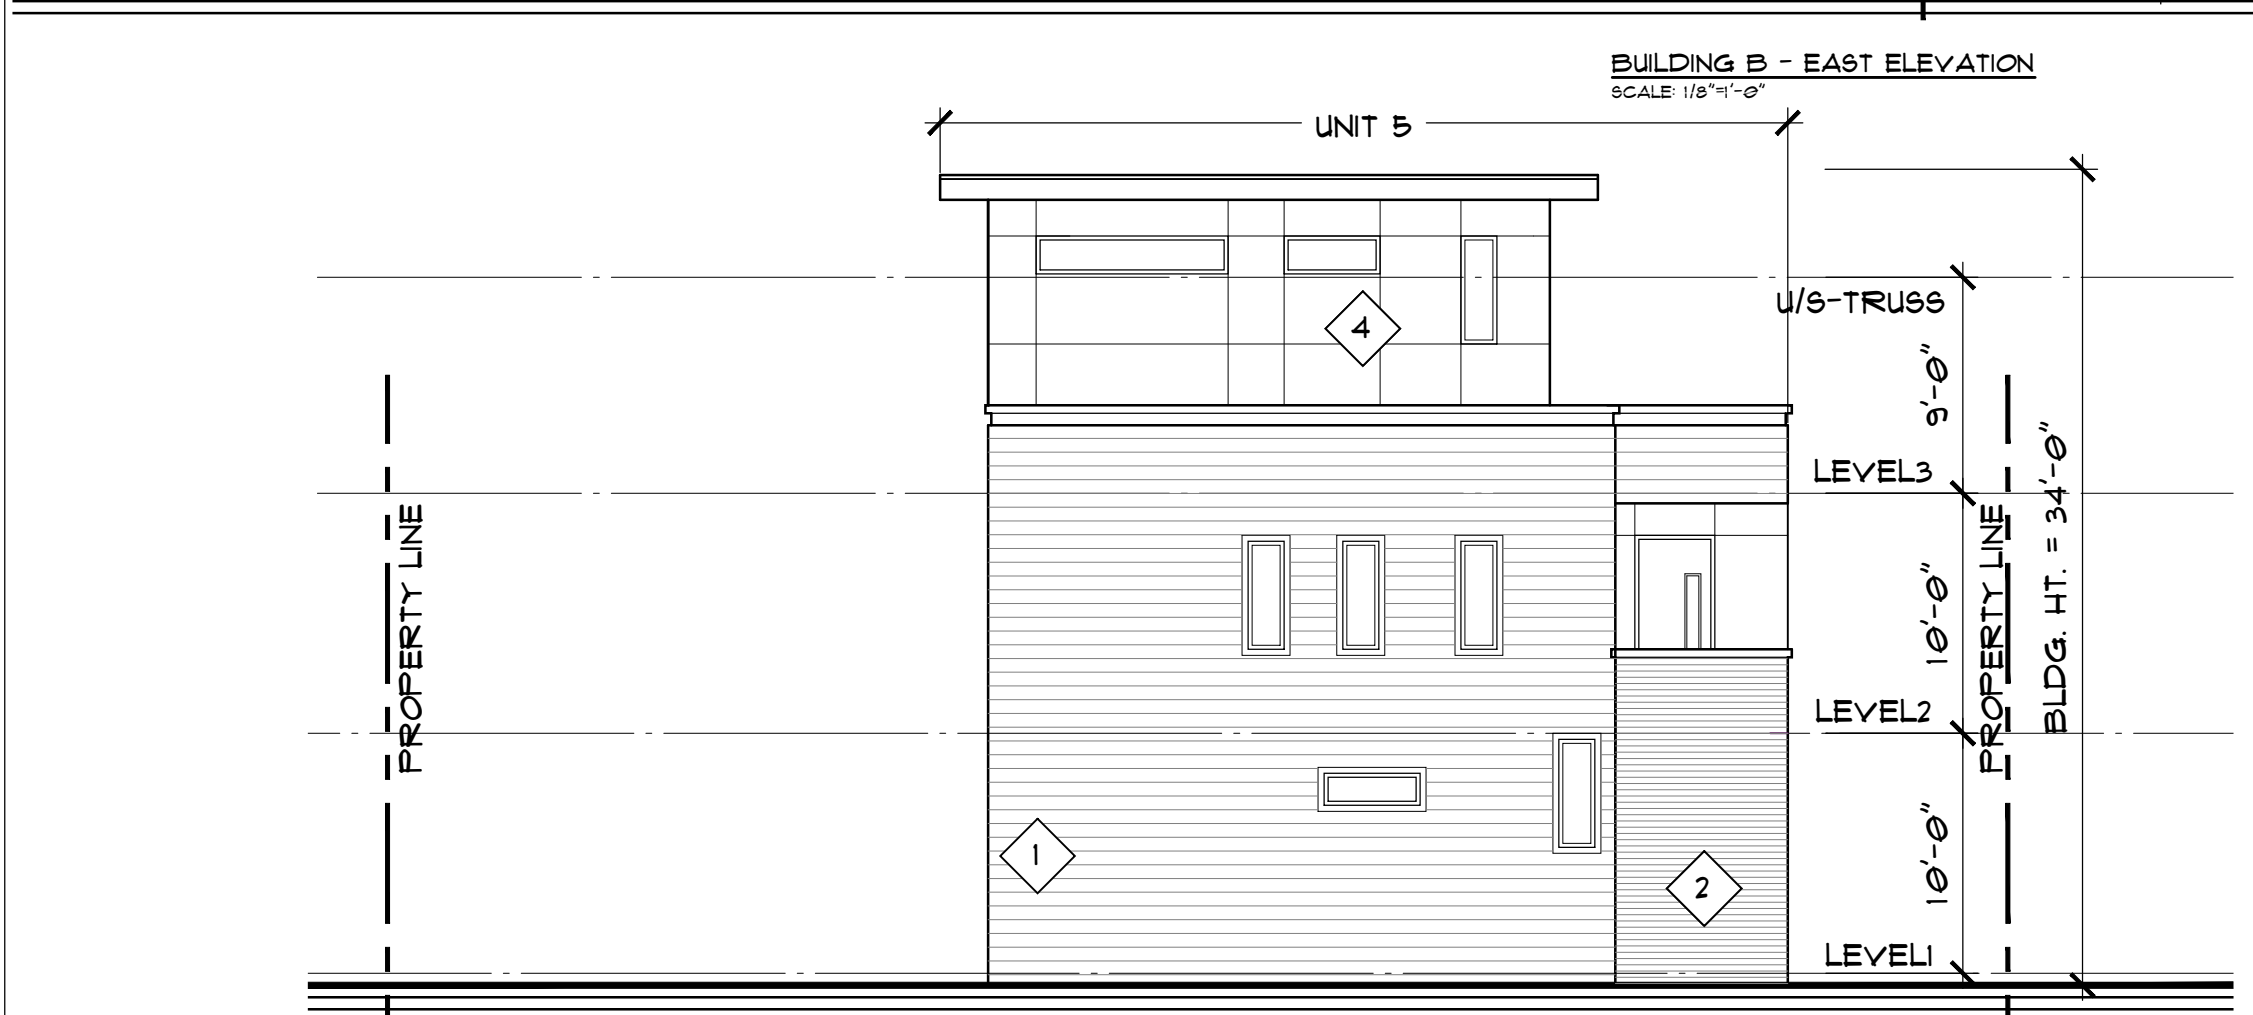 BUILDING B - EAST ELEVATION
SCALE: 1/8"=1'-0"
UNIT 5
U/S-TRUSS
4
9'-0"
LEVEL3
PROPERTY LINE
PROPERTY LINE
BLDG. HT. = 34'-0"
10'-0"
LEVEL2
1
2
10'-0"
LEVEL1